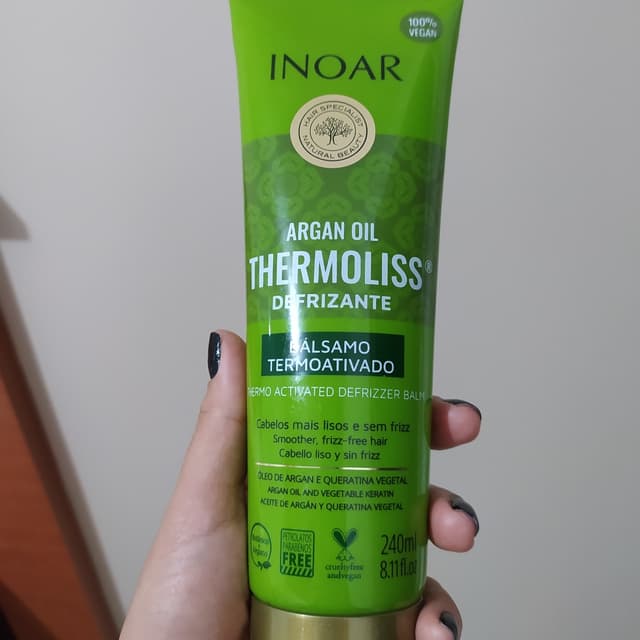 100%
VEGAN
INOAR
HAIR SPECIALIST
NATURAL BEAUTY
ARGAN OIL
THERMOLISS®
DEFRIZANTE
BÁLSAMO
TERMOATIVADO
THERMO ACTIVATED DEFRIZZER BALM
Cabelos mais lisos e sem frizz
Smoother, frizz-free hair
Cabello liso y sin frizz
ÓLEO DE ARGAN E QUERATINA VEGETAL
ARGAN OIL AND VEGETABLE KERATIN
ACEITE DE ARGÁN Y QUERATINA VEGETAL
PETROLATOS
PARABENOS
FREE
crueltyfree
andvegan
240ml
8.11fl.oz